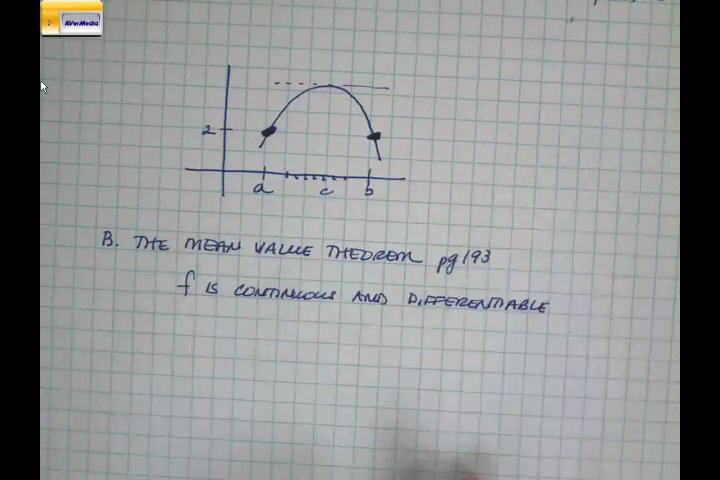 AVerMedia
2
a c b
B. THE MEAN VALUE THEOREM pg 193
f IS CONTINUOUS AND DIFFERENTIABLE